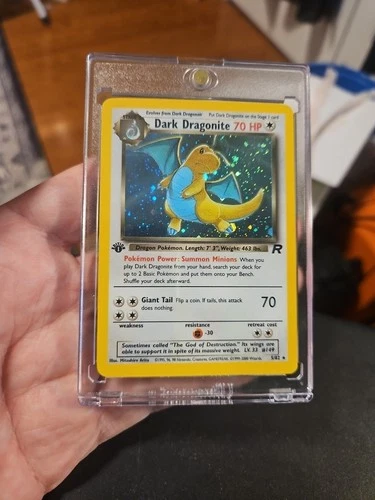 Evolves from Dark Dragonair Put Dark Dragonite on the Stage 1 card
Dark Dragonite 70 HP
Dragon Pokémon. Length: 7' 3", Weight: 463 lbs.
Pokémon Power: Summon Minions When you
play Dark Dragonite from your hand, search your deck for
up to 2 Basic Pokémon and put them onto your Bench.
Shuffle your deck afterward.
Giant Tail Flip a coin. If tails, this attack
does nothing. 70
weakness resistance retreat cost
-30
Sometimes called "The God of Destruction." Its wings are
able to support it in spite of its massive weight. LV. 33 #149
Illus. Mitsuhiro Arita 5/82